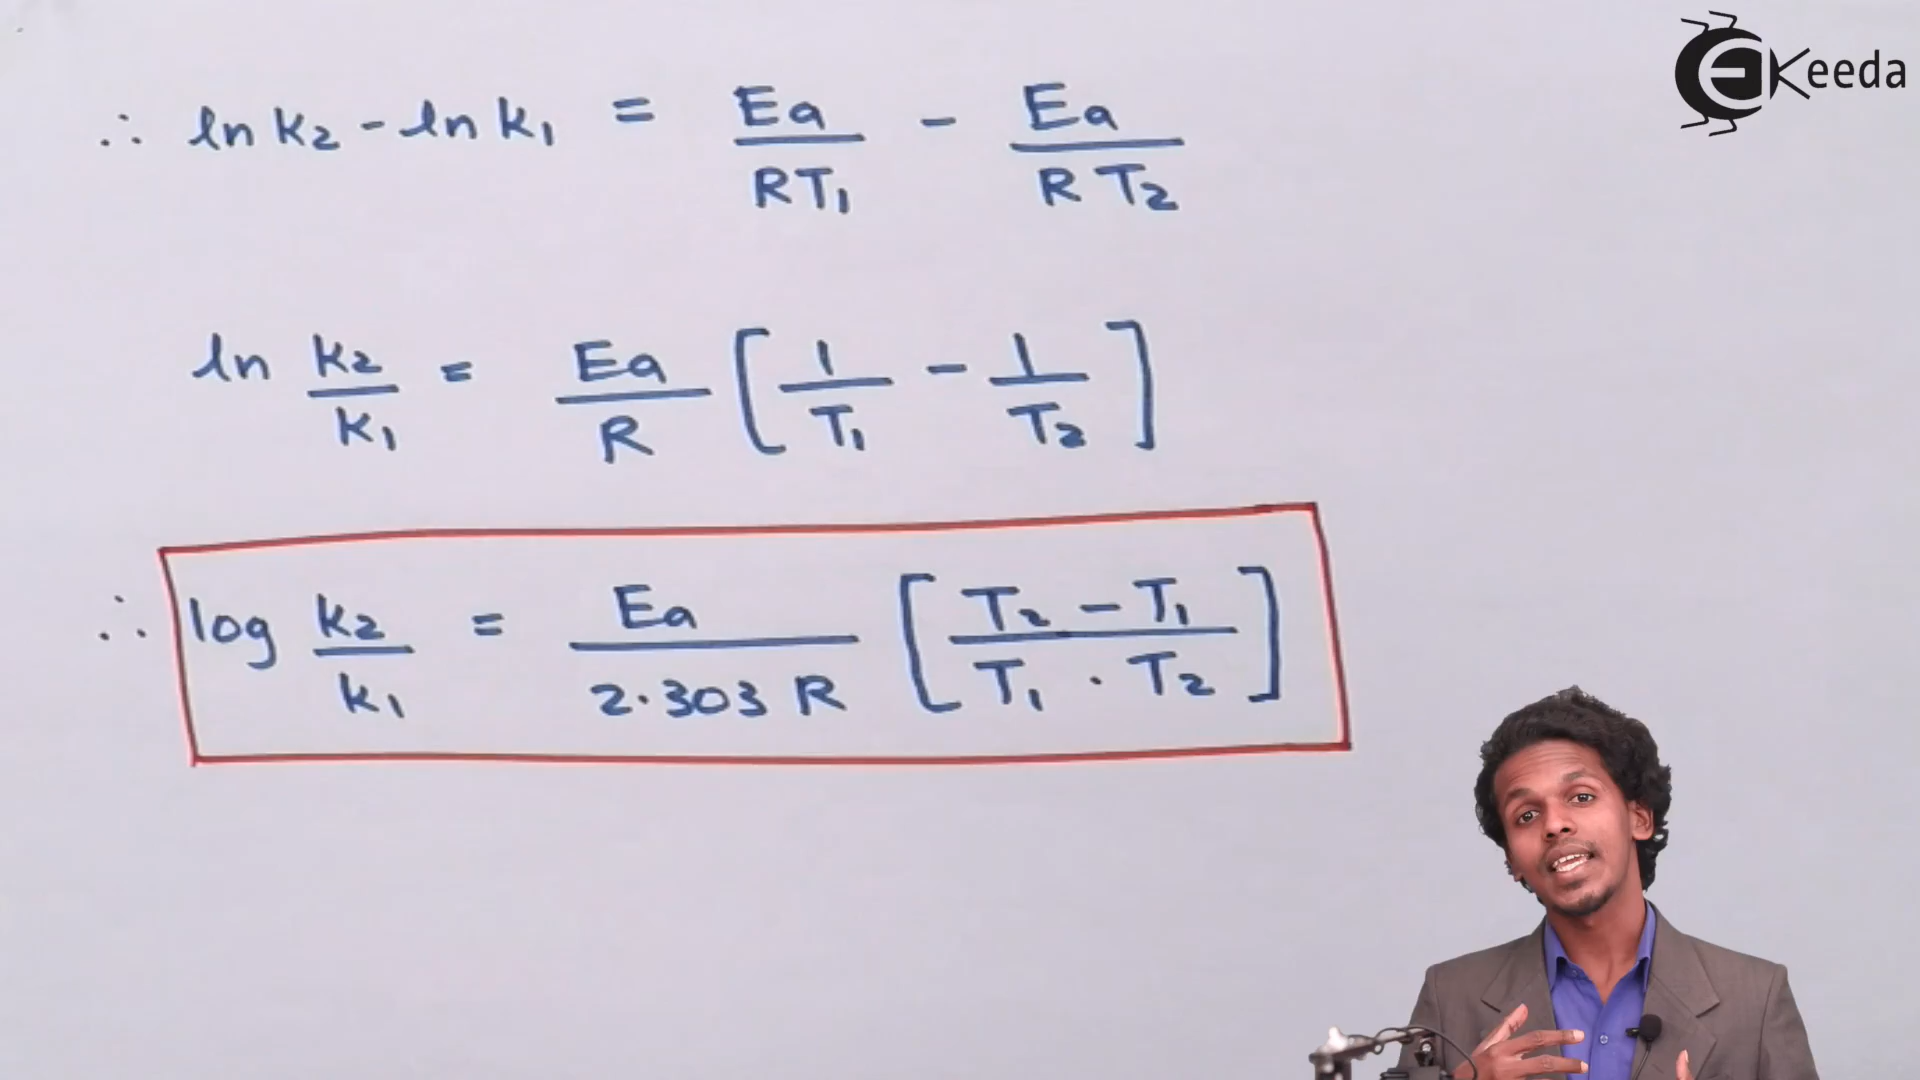 EKeeda
∴ ln k2 - ln k1 = Ea/RT1 - Ea/RT2
ln k2/k1 = Ea/R [1/T1 - 1/T2]
∴ log k2/k1 = Ea/2.303 R [T2 - T1/T1 . T2]